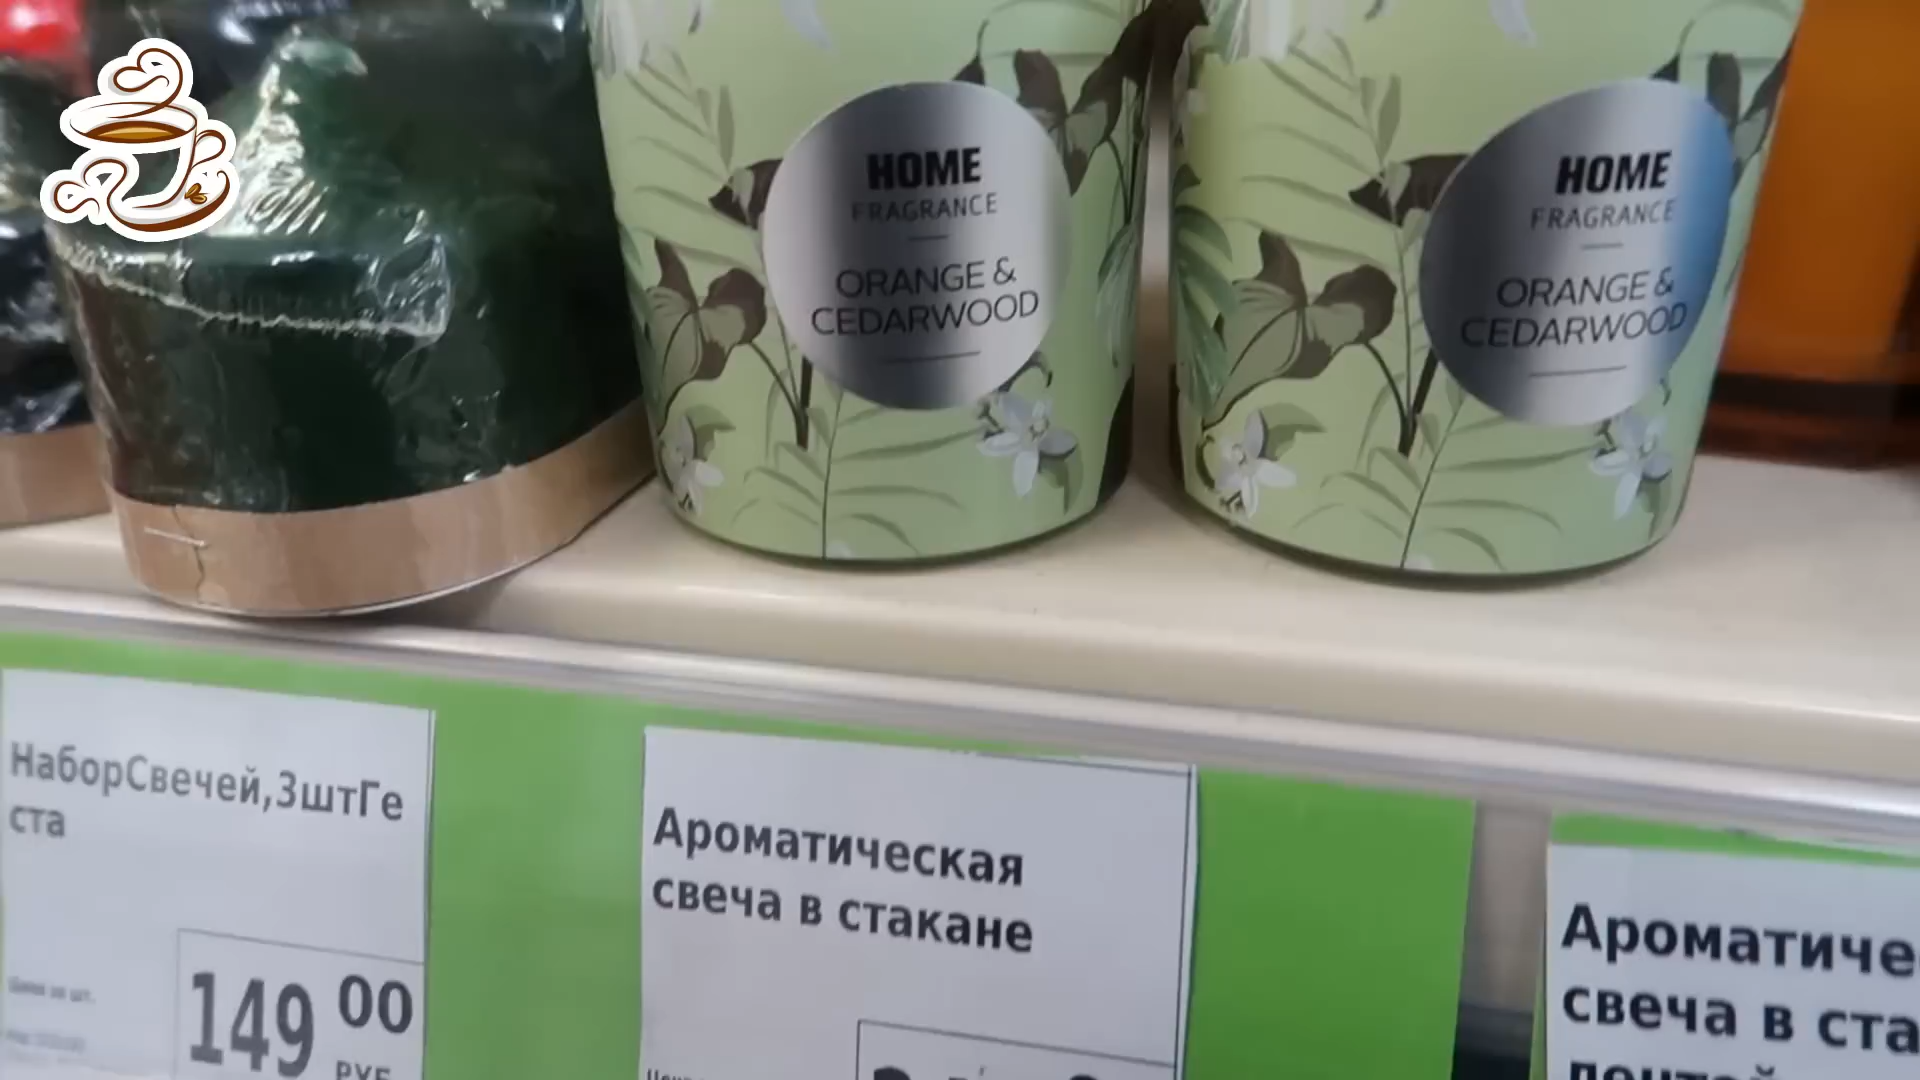 HOME
FRAGRANCE
ORANGE &
CEDARWOOD
HOME
FRAGRANCE
ORANGE &
CEDARWOOD
НаборСвечей,3штГе
ста
149 00
РУБ
Ароматическая
свеча в стакане
Ароматиче
свеча в ста